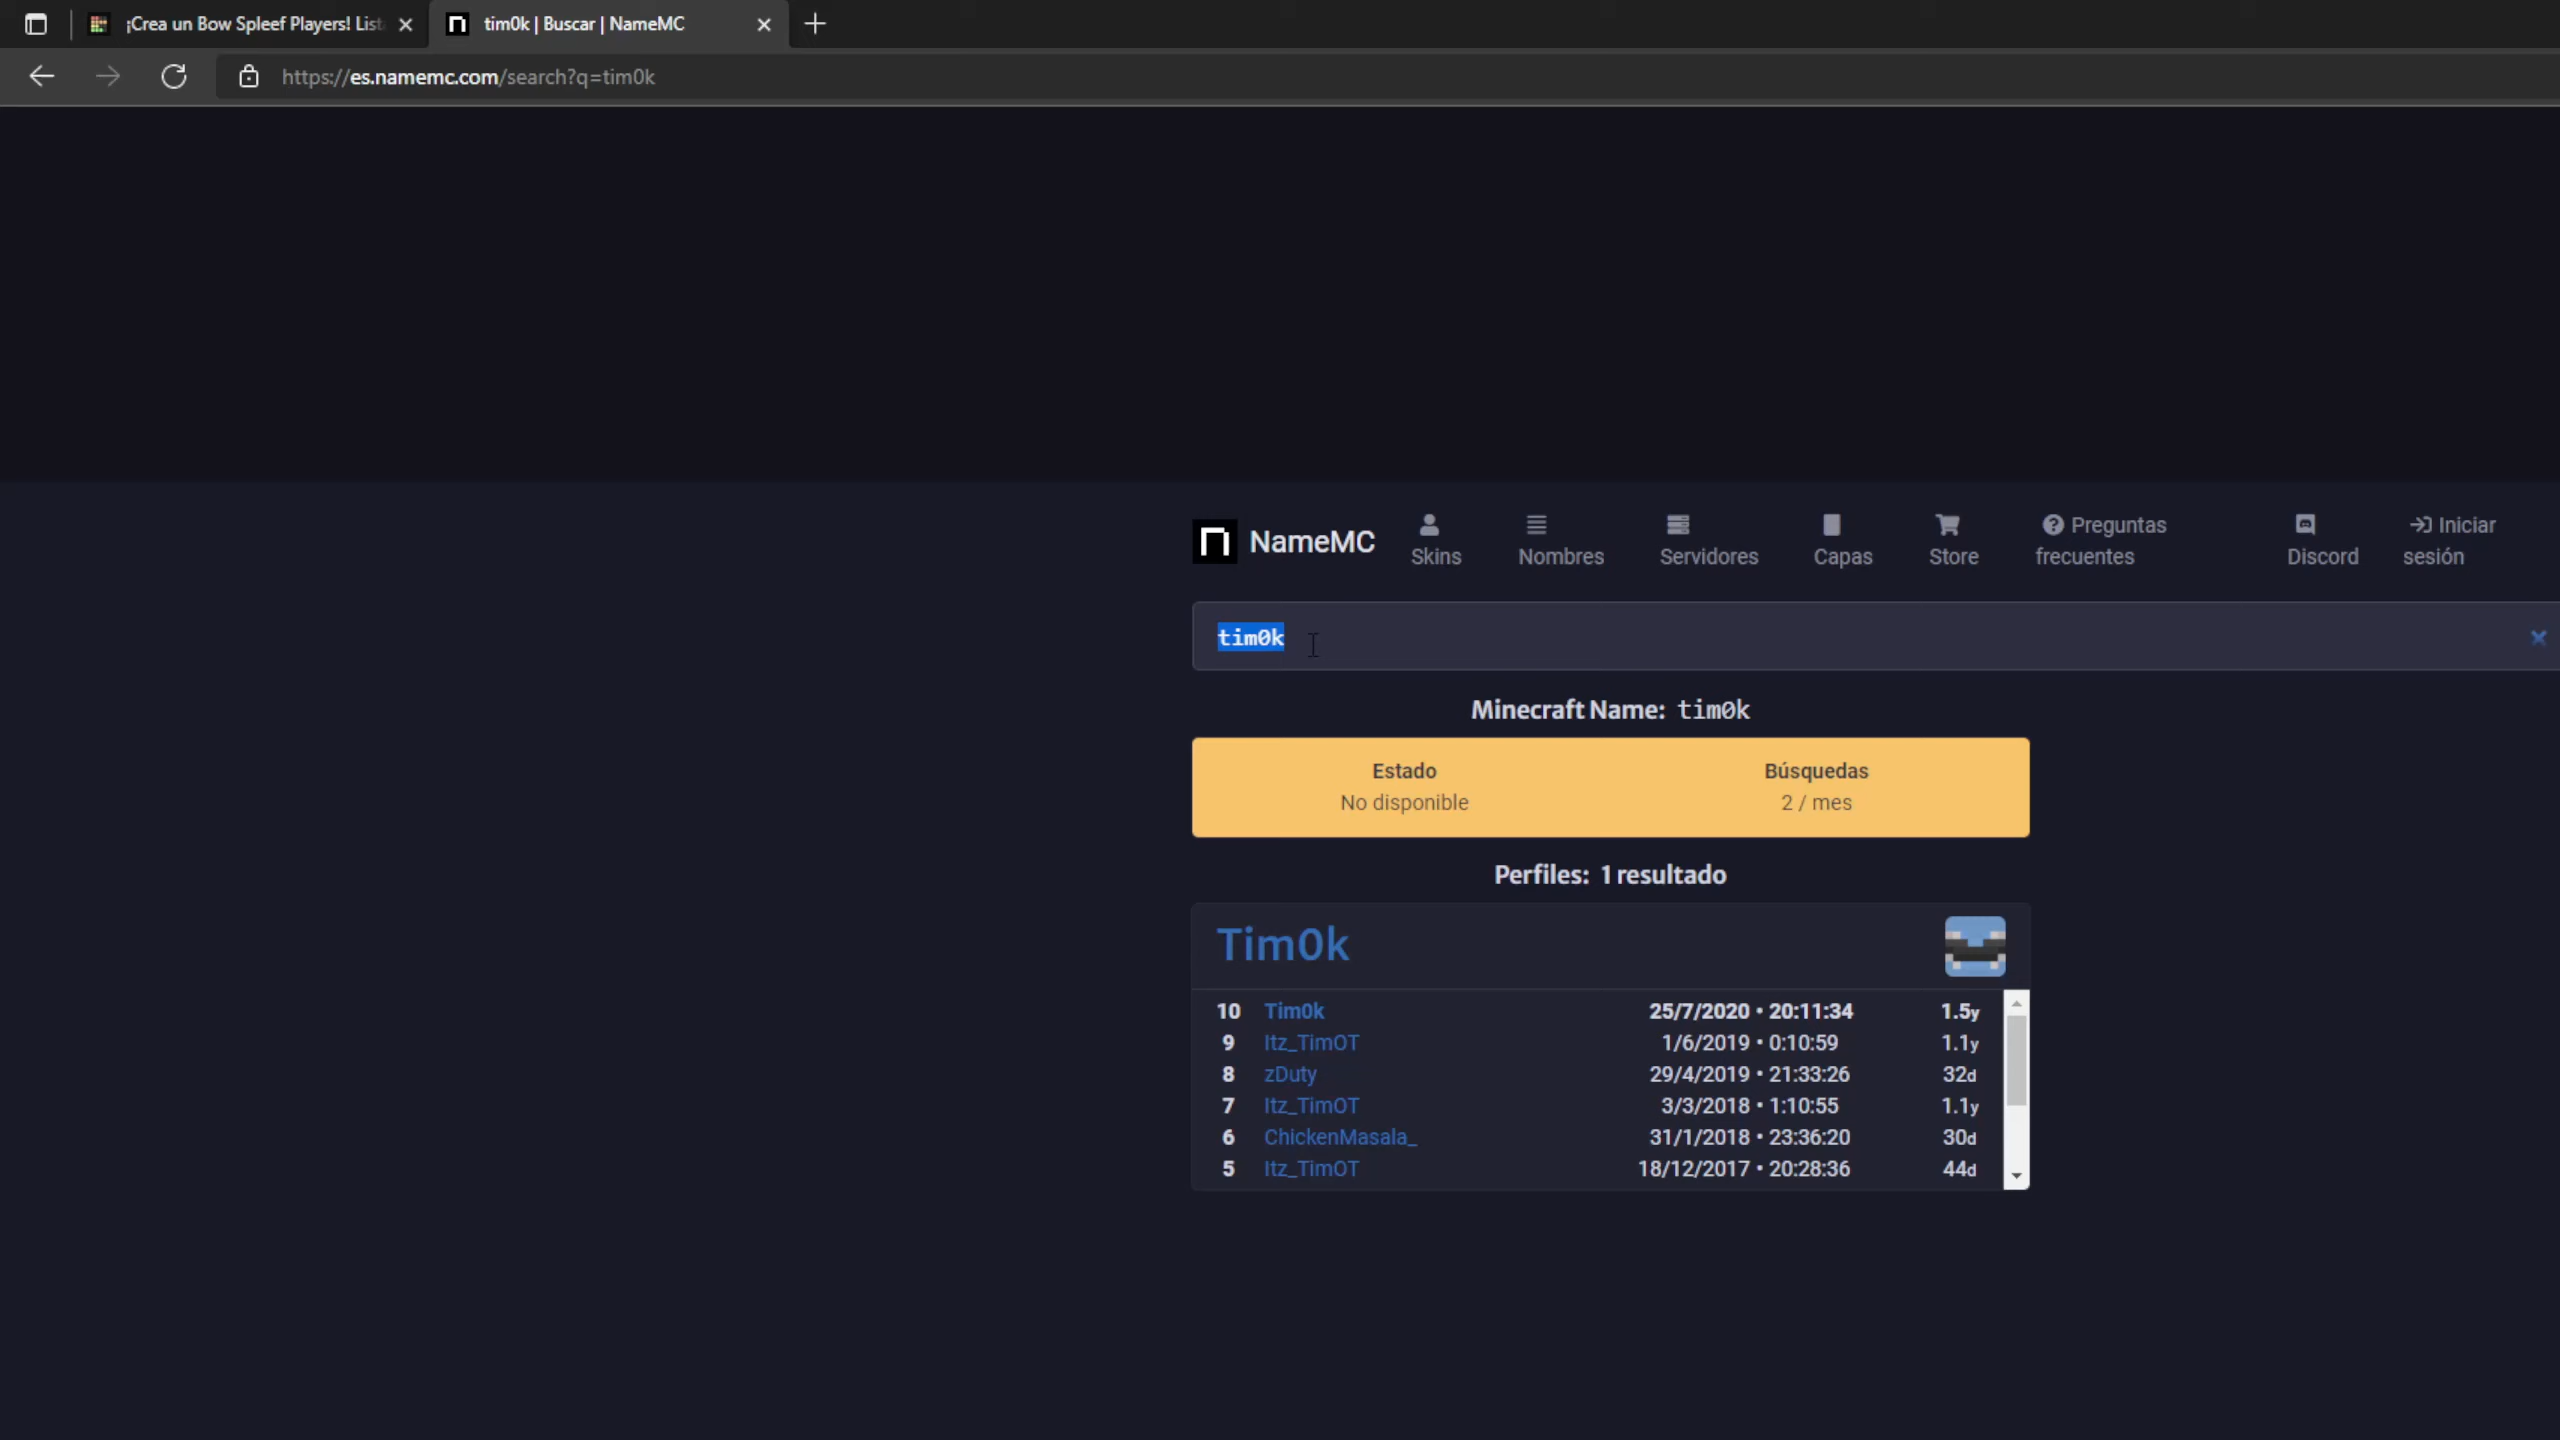 ¡Crea un Bow Spleef Players! List
tim0k | Buscar | NameMC
https://es.namemc.com/search?q=tim0k
NameMC
Skins
Nombres
Servidores
Capas
Store
Preguntas frecuentes
Discord
Iniciar sesión
tim0k
Minecraft Name: tim0k
Estado Búsquedas
No disponible 2 / mes
Perfiles: 1 resultado
Tim0k
10 Tim0k 25/7/2020 • 20:11:34 1.5y
9 Itz_TimOT 1/6/2019 • 0:10:59 1.1y
8 zDuty 29/4/2019 • 21:33:26 32d
7 Itz_TimOT 3/3/2018 • 1:10:55 1.1y
6 ChickenMasala_ 31/1/2018 • 23:36:20 30d
5 Itz_TimOT 18/12/2017 • 20:28:36 44d